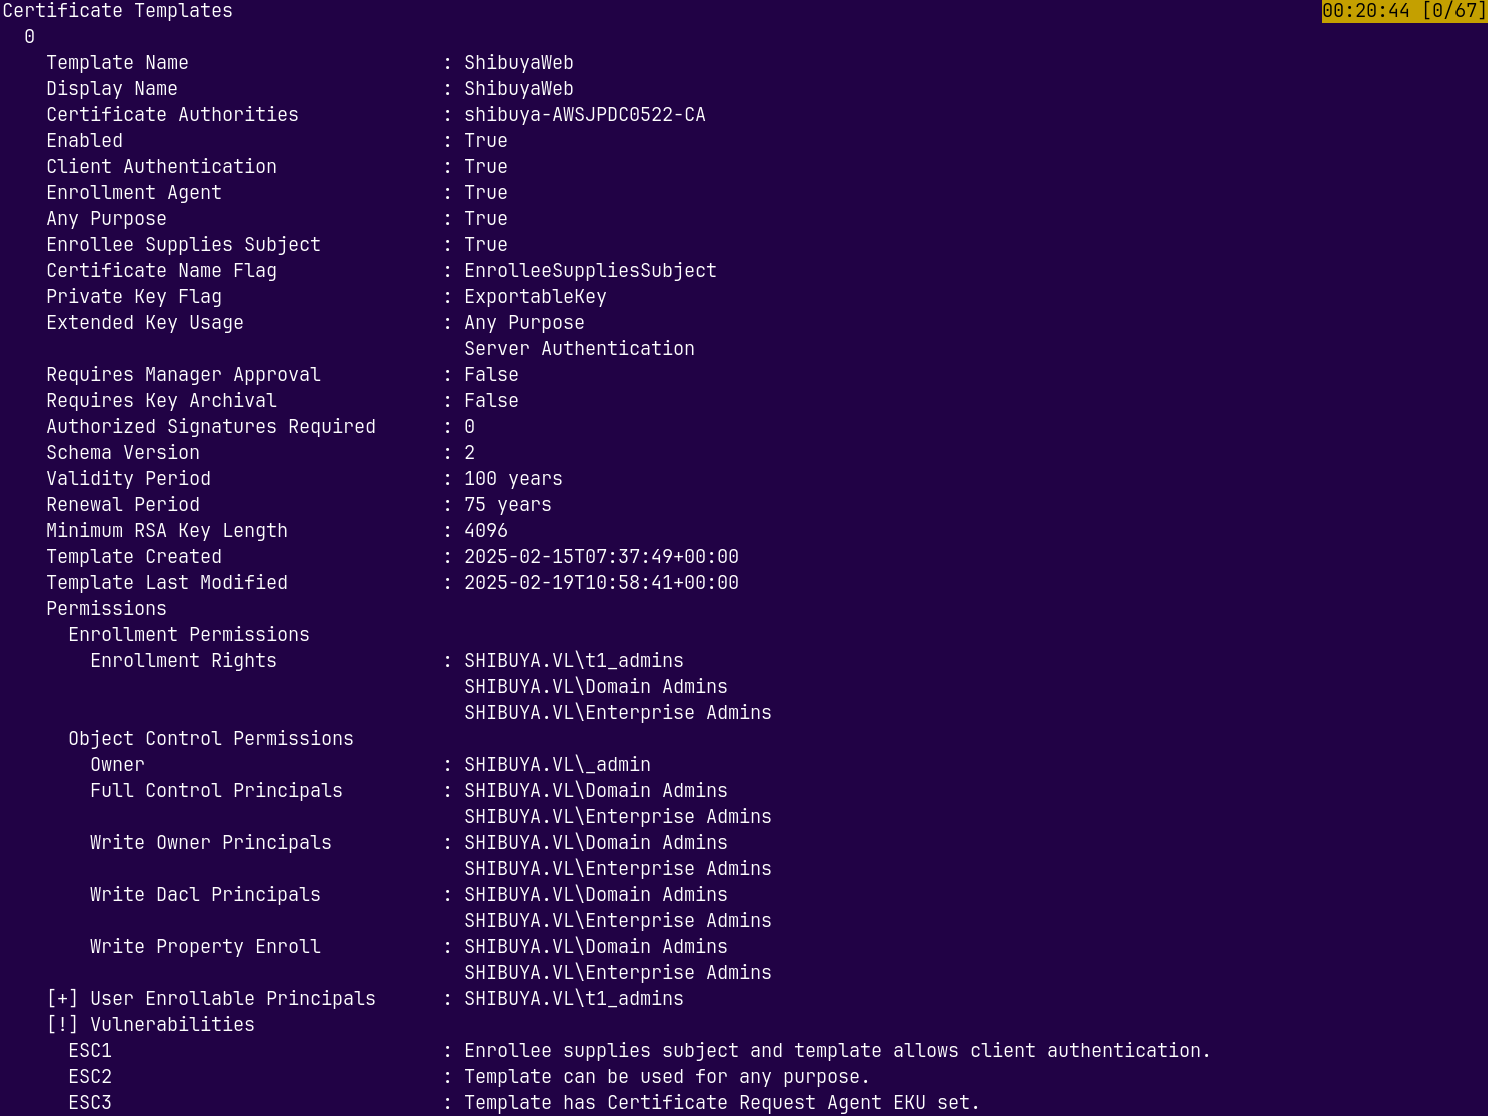 Certificate Templates 00:20:44 [0/67]
0
Template Name : ShibuyaWeb
Display Name : ShibuyaWeb
Certificate Authorities : shibuya-AWSJPDC0522-CA
Enabled : True
Client Authentication : True
Enrollment Agent : True
Any Purpose : True
Enrollee Supplies Subject : True
Certificate Name Flag : EnrolleeSuppliesSubject
Private Key Flag : ExportableKey
Extended Key Usage : Any Purpose
Server Authentication
Requires Manager Approval : False
Requires Key Archival : False
Authorized Signatures Required : 0
Schema Version : 2
Validity Period : 100 years
Renewal Period : 75 years
Minimum RSA Key Length : 4096
Template Created : 2025-02-15T07:37:49+00:00
Template Last Modified : 2025-02-19T10:58:41+00:00
Permissions
Enrollment Permissions
Enrollment Rights : SHIBUYA.VL\t1_admins
SHIBUYA.VL\Domain Admins
SHIBUYA.VL\Enterprise Admins
Object Control Permissions
Owner : SHIBUYA.VL\_admin
Full Control Principals : SHIBUYA.VL\Domain Admins
SHIBUYA.VL\Enterprise Admins
Write Owner Principals : SHIBUYA.VL\Domain Admins
SHIBUYA.VL\Enterprise Admins
Write Dacl Principals : SHIBUYA.VL\Domain Admins
SHIBUYA.VL\Enterprise Admins
Write Property Enroll : SHIBUYA.VL\Domain Admins
SHIBUYA.VL\Enterprise Admins
[+] User Enrollable Principals : SHIBUYA.VL\t1_admins
[!] Vulnerabilities
ESC1 : Enrollee supplies subject and template allows client authentication.
ESC2 : Template can be used for any purpose.
ESC3 : Template has Certificate Request Agent EKU set.